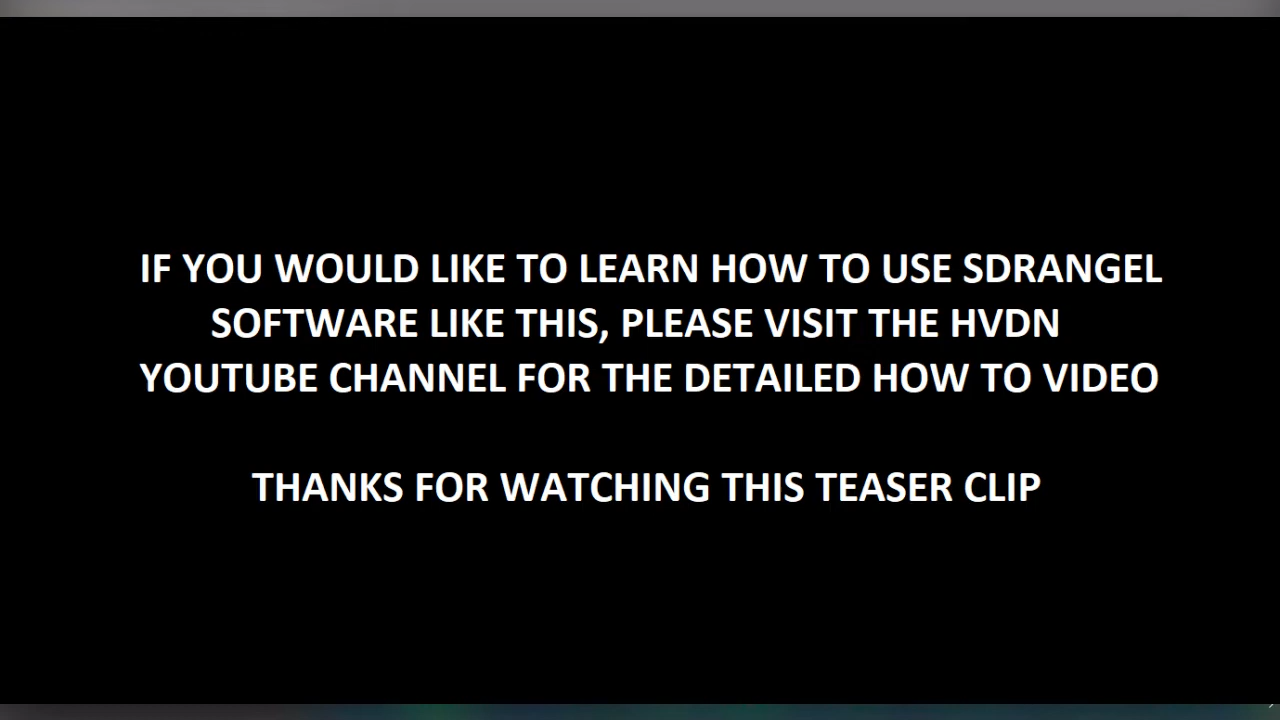 IF YOU WOULD LIKE TO LEARN HOW TO USE SDRANGEL
SOFTWARE LIKE THIS, PLEASE VISIT THE HVDN
YOUTUBE CHANNEL FOR THE DETAILED HOW TO VIDEO
THANKS FOR WATCHING THIS TEASER CLIP